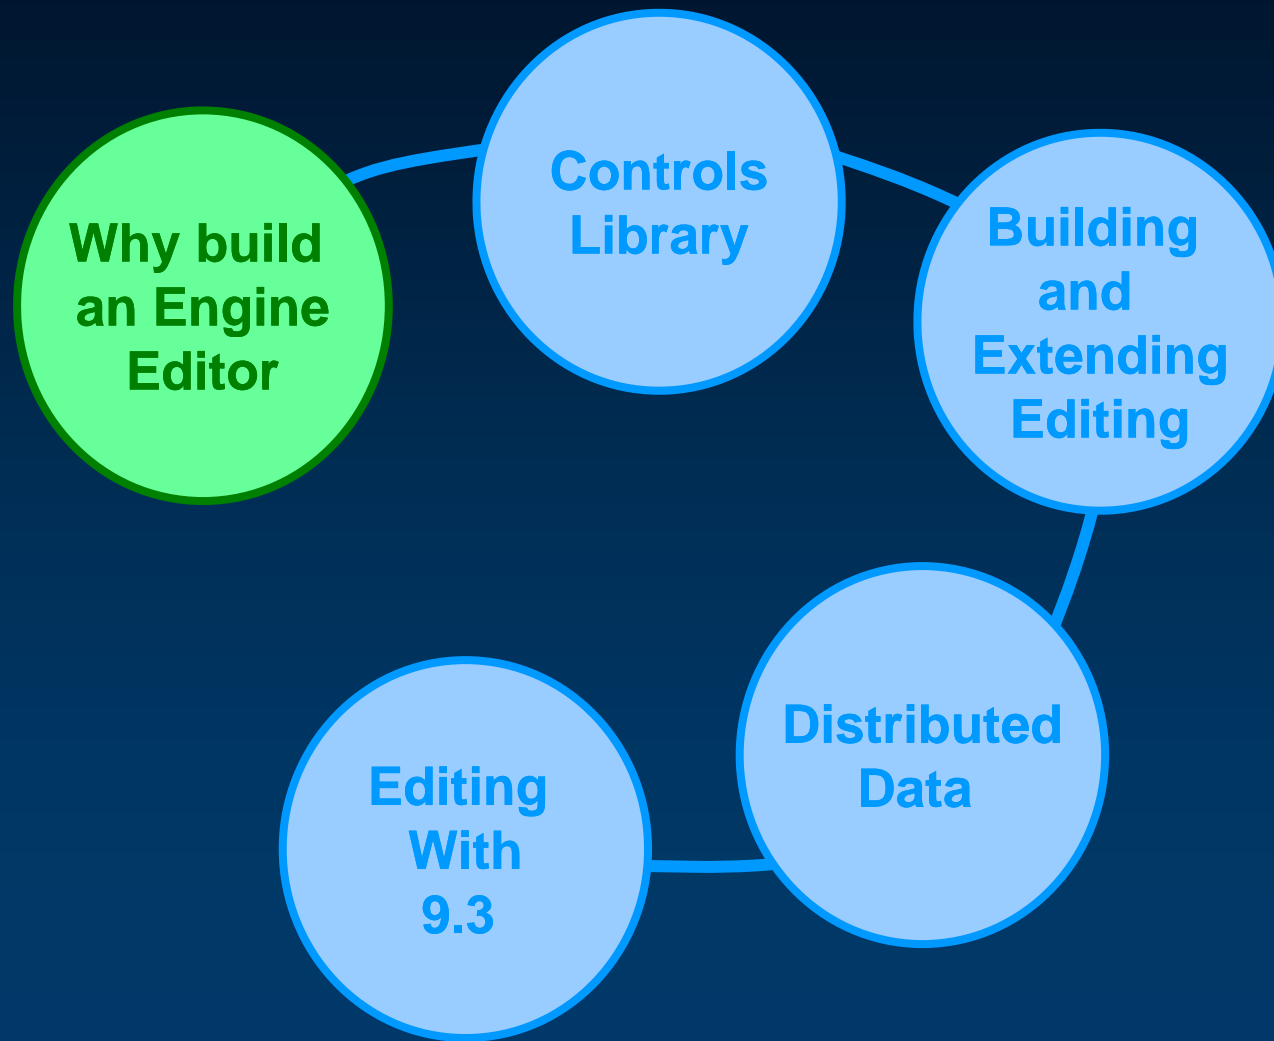 Why build
an Engine
Editor
Controls
Library
Building
and
Extending
Editing
Distributed
Data
Editing
With
9.3